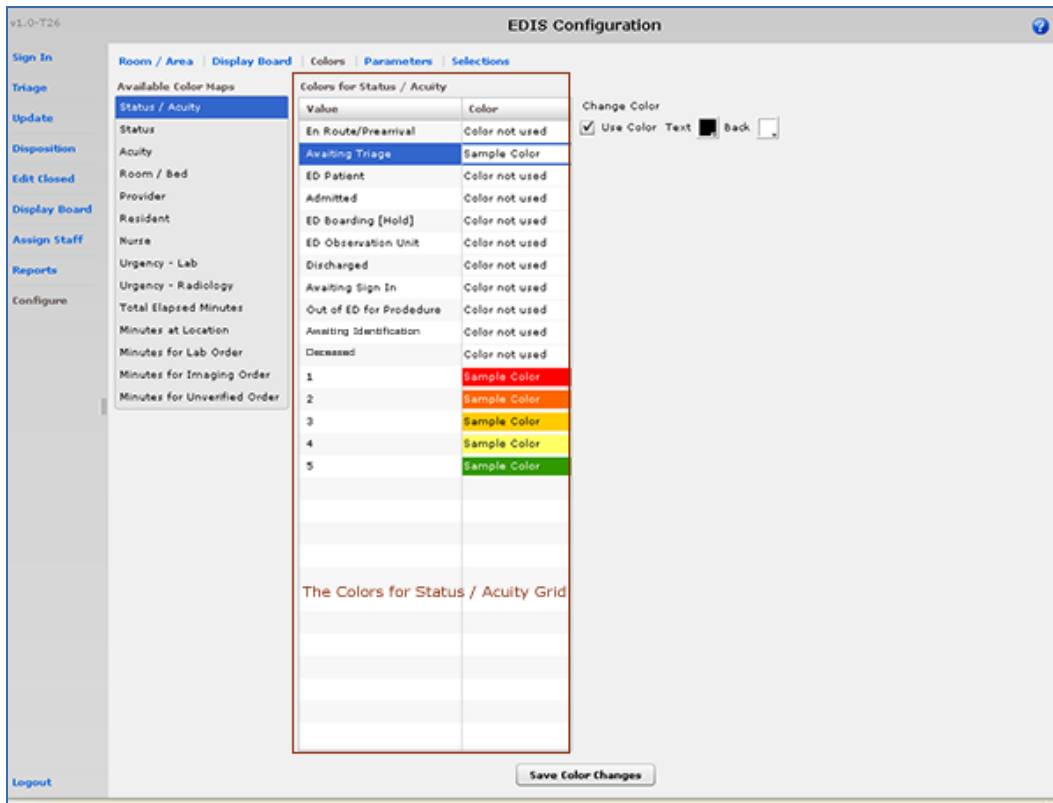 v1.0-T26
EDIS Configuration
?
Sign In
Triage
Update
Disposition
Edit Closed
Display Board
Assign Staff
Reports
Configure
Logout
Room / Area | Display Board | Colors | Parameters | Selections
Available Color Maps
Status / Acuity
Status
Acuity
Room / Bed
Provider
Resident
Nurse
Urgency - Lab
Urgency - Radiology
Total Elapsed Minutes
Minutes at Location
Minutes for Lab Order
Minutes for Imaging Order
Minutes for Unverified Order
Colors for Status / Acuity
Value Color
En Route/Prearrival Color not used
Awaiting Triage Sample Color
ED Patient Color not used
Admitted Color not used
ED Boarding [Hold] Color not used
ED Observation Unit Color not used
Discharged Color not used
Awaiting Sign In Color not used
Out of ED for Prodedure Color not used
Awaiting Identification Color not used
Deceased Color not used
1 Sample Color
2 Sample Color
3 Sample Color
4 Sample Color
5 Sample Color
The Colors for Status / Acuity Grid
Change Color
Use Color Text Back
Save Color Changes